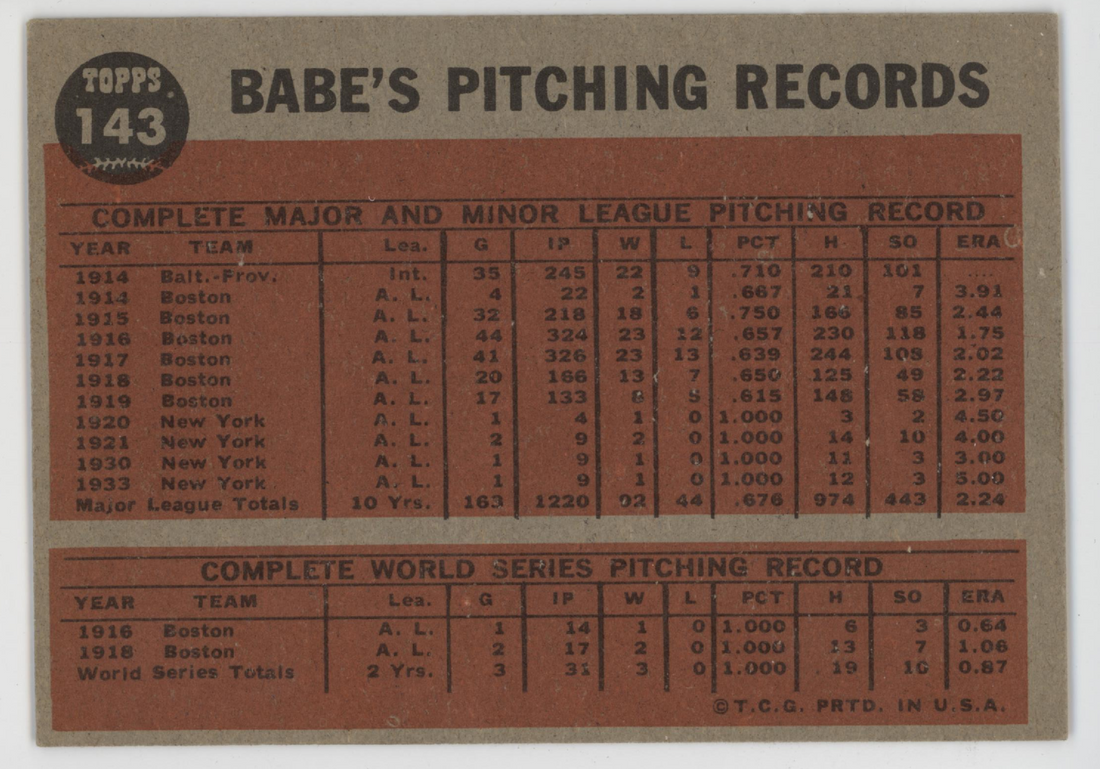 TOPPS
143
BABE'S PITCHING RECORDS
COMPLETE MAJOR AND MINOR LEAGUE PITCHING RECORD
YEAR TEAM Lea. G IP W L PCT H SO ERA
1914 Balt.-Prov. Int. 35 245 22 9 .710 210 101 ....
1914 Boston A. L. 4 22 2 1 .667 21 7 3.91
1915 Boston A. L. 32 218 18 6 .750 166 85 2.44
1916 Boston A. L. 44 324 23 12 .657 230 118 1.75
1917 Boston A. L. 41 326 23 13 .639 244 108 2.02
1918 Boston A. L. 20 166 13 7 .650 125 49 2.22
1919 Boston A. L. 17 133 8 5 .615 148 58 2.97
1920 New York A. L. 1 4 1 0 1.000 3 2 4.50
1921 New York A. L. 2 9 2 0 1.000 14 10 4.00
1930 New York A. L. 1 9 1 0 1.000 11 3 3.00
1933 New York A. L. 1 9 1 0 1.000 12 3 5.00
Major League Totals 10 Yrs. 163 1220 92 44 .676 974 443 2.24
COMPLETE WORLD SERIES PITCHING RECORD
YEAR TEAM Lea. G IP W L PCT H SO ERA
1916 Boston A. L. 1 14 1 0 1.000 6 3 0.64
1918 Boston A. L. 2 17 2 0 1.000 13 7 1.06
World Series Totals 2 Yrs. 3 31 3 0 1.000 19 10 0.87
© T.C.G. PRTD. IN U.S.A.